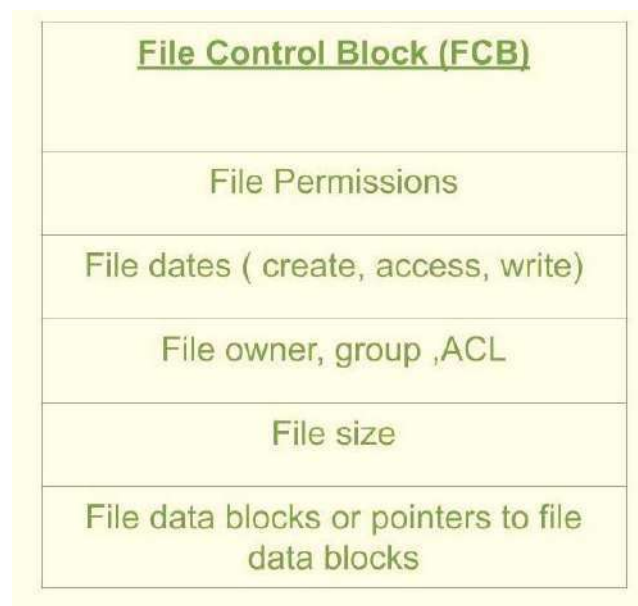 File Control Block (FCB)
File Permissions
File dates ( create, access, write)
File owner, group ,ACL
File size
File data blocks or pointers to file
data blocks